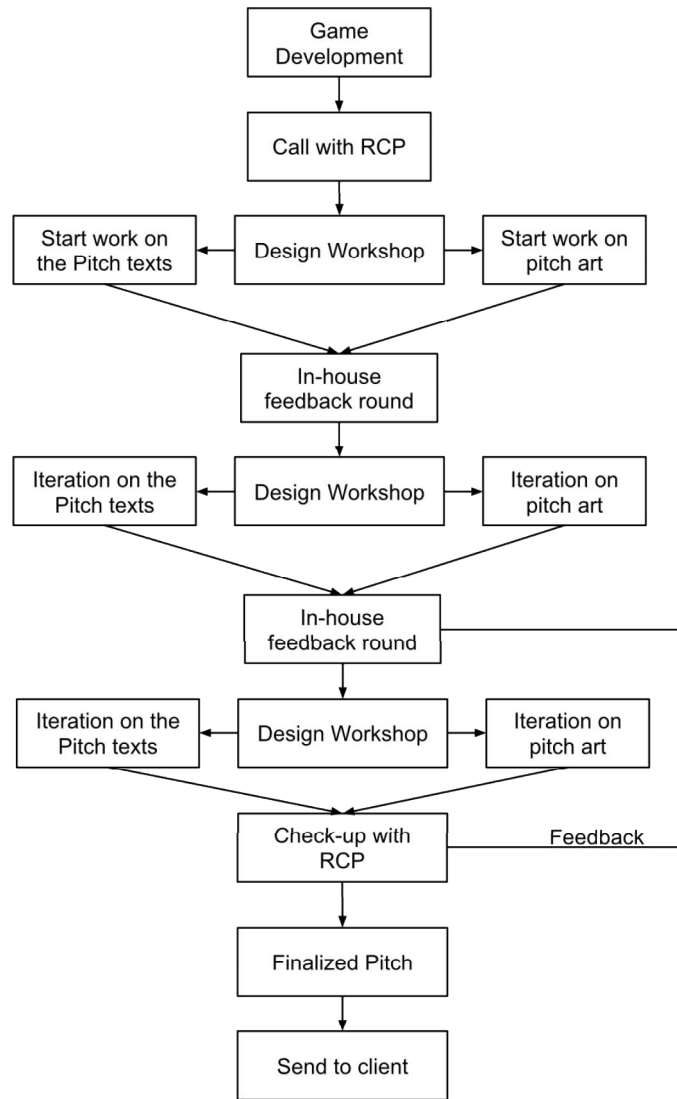 Game
Development
Call with RCP
Start work on
the Pitch texts
Design Workshop
Start work on
pitch art
In-house
feedback round
Iteration on the
Pitch texts
Design Workshop
Iteration on
pitch art
In-house
feedback round
Iteration on the
Pitch texts
Design Workshop
Iteration on
pitch art
Check-up with
RCP
Feedback
Finalized Pitch
Send to client